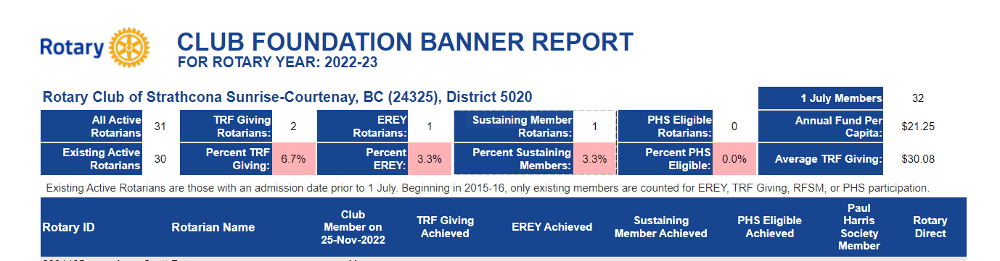 Rotary
CLUB FOUNDATION BANNER REPORT
FOR ROTARY YEAR: 2022-23
Rotary Club of Strathcona Sunrise-Courtenay, BC (24325), District 5020
1 July Members 32
All Active
Rotarians 31
TRF Giving
Rotarians: 2
EREY
Rotarians: 1
Sustaining Member
Rotarians: 1
PHS Eligible
Rotarians: 0
Annual Fund Per
Capita: $21.25
Existing Active
Rotarians 30
Percent TRF
Giving: 6.7%
Percent
EREY: 3.3%
Percent Sustaining
Members: 3.3%
Percent PHS
Eligible: 0.0%
Average TRF Giving: $30.08
Existing Active Rotarians are those with an admission date prior to 1 July. Beginning in 2015-16, only existing members are counted for EREY, TRF Giving, RFSM, or PHS participation.
Rotary ID
Rotarian Name
Club
Member on
25-Nov-2022
TRF Giving
Achieved
EREY Achieved
Sustaining
Member Achieved
PHS Eligible
Achieved
Paul
Harris
Society
Member
Rotary
Direct